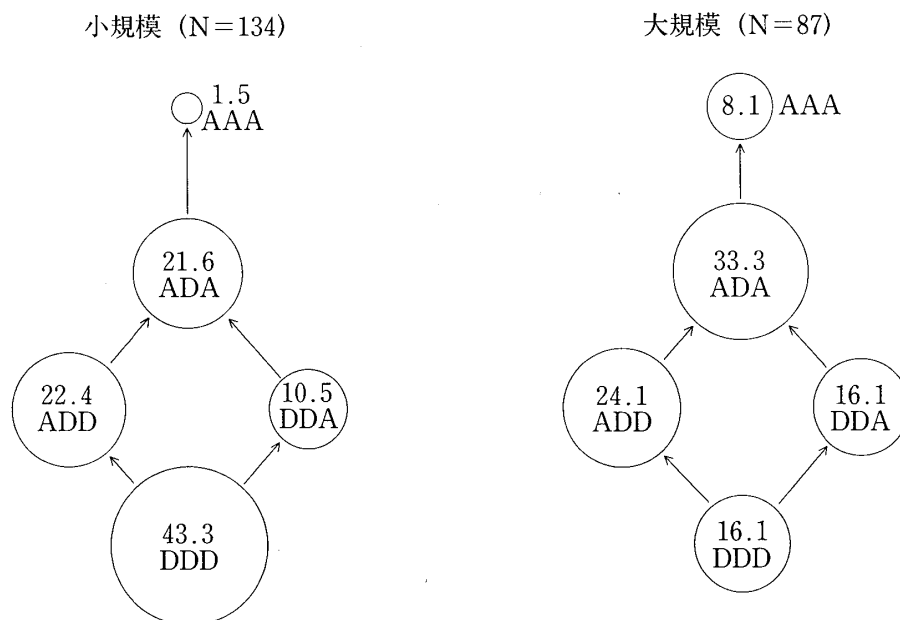 小規模 (N=134)
1.5
AAA
21.6
ADA
22.4
ADD
10.5
DDA
43.3
DDD
大規模 (N=87)
8.1 AAA
33.3
ADA
24.1
ADD
16.1
DDA
16.1
DDD